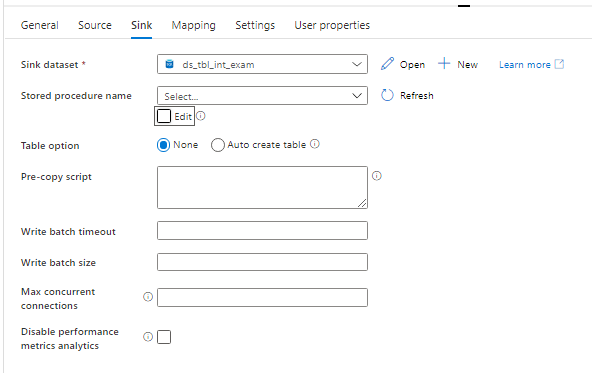 General Source Sink Mapping Settings User properties
Sink dataset * ds_tbl_int_exam Open New Learn more
Stored procedure name Select... Refresh
Edit
Table option None Auto create table
Pre-copy script
Write batch timeout
Write batch size
Max concurrent
connections
Disable performance
metrics analytics